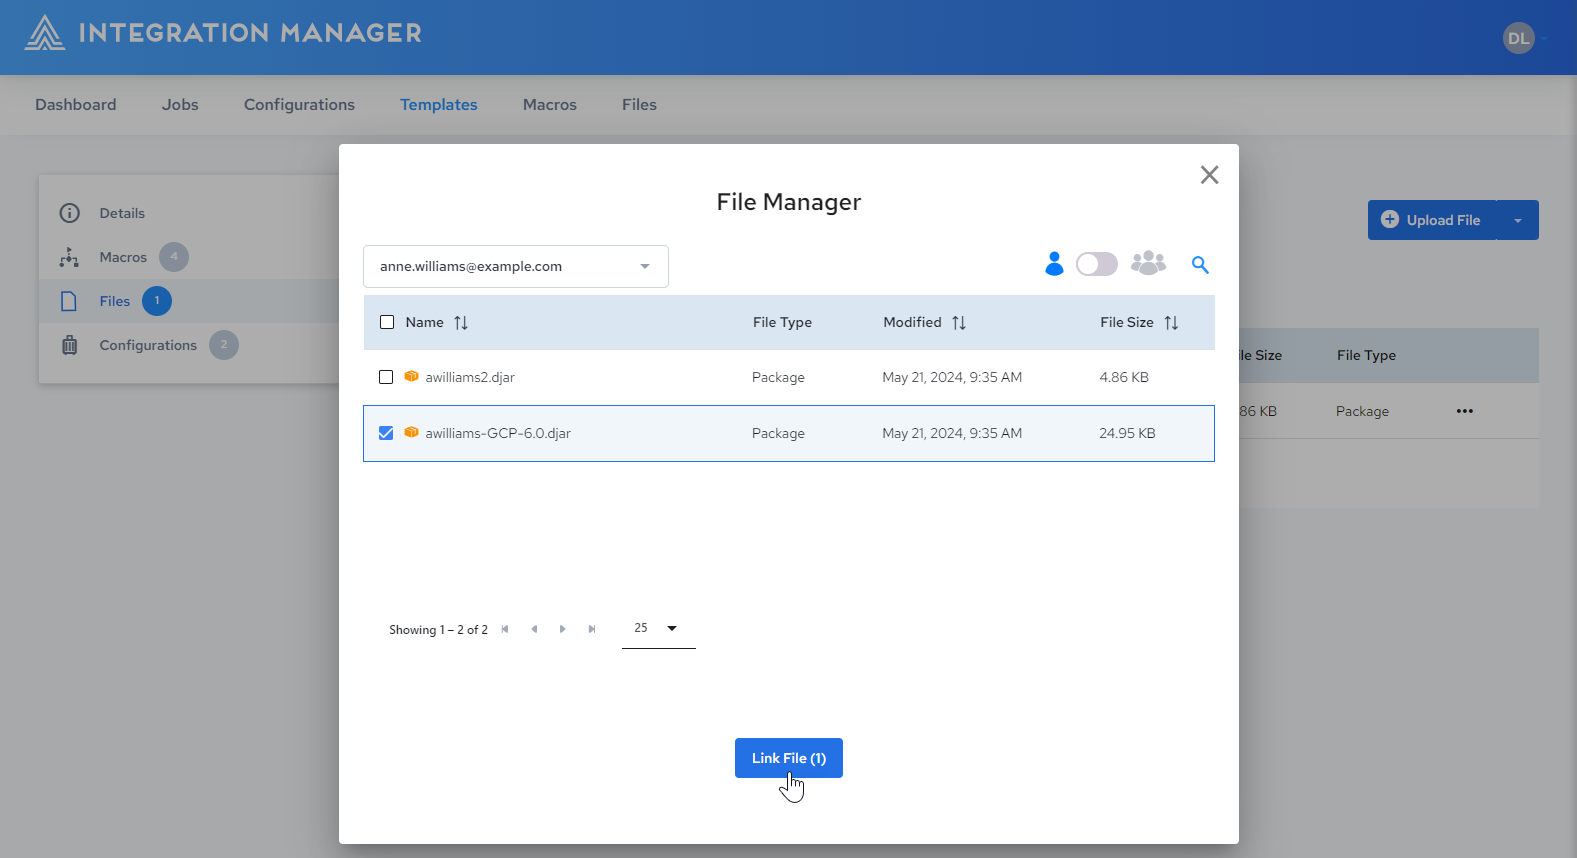 INTEGRATION MANAGER
DL
Dashboard Jobs Configurations Templates Macros Files
Details
Macros 4
Files 1
Configurations 2
Upload File
File Size File Type
86 KB Package
File Manager
anne.williams@example.com
Name File Type Modified File Size
awilliams2.djar Package May 21, 2024, 9:35 AM 4.86 KB
awilliams-GCP-6.0.djar Package May 21, 2024, 9:35 AM 24.95 KB
Showing 1 – 2 of 2 25
Link File (1)